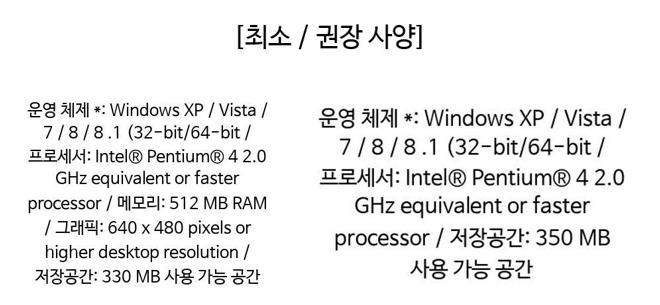 [최소 / 권장 사양]
운영 체제 *: Windows XP / Vista /
7 / 8 / 8 .1 (32-bit/64-bit /
프로세서: Intel® Pentium® 4 2.0
GHz equivalent or faster
processor / 메모리: 512 MB RAM
/ 그래픽: 640 x 480 pixels or
higher desktop resolution /
저장공간: 330 MB 사용 가능 공간
운영 체제 *: Windows XP / Vista /
7 / 8 / 8 .1 (32-bit/64-bit /
프로세서: Intel® Pentium® 4 2.0
GHz equivalent or faster
processor / 저장공간: 350 MB
사용 가능 공간